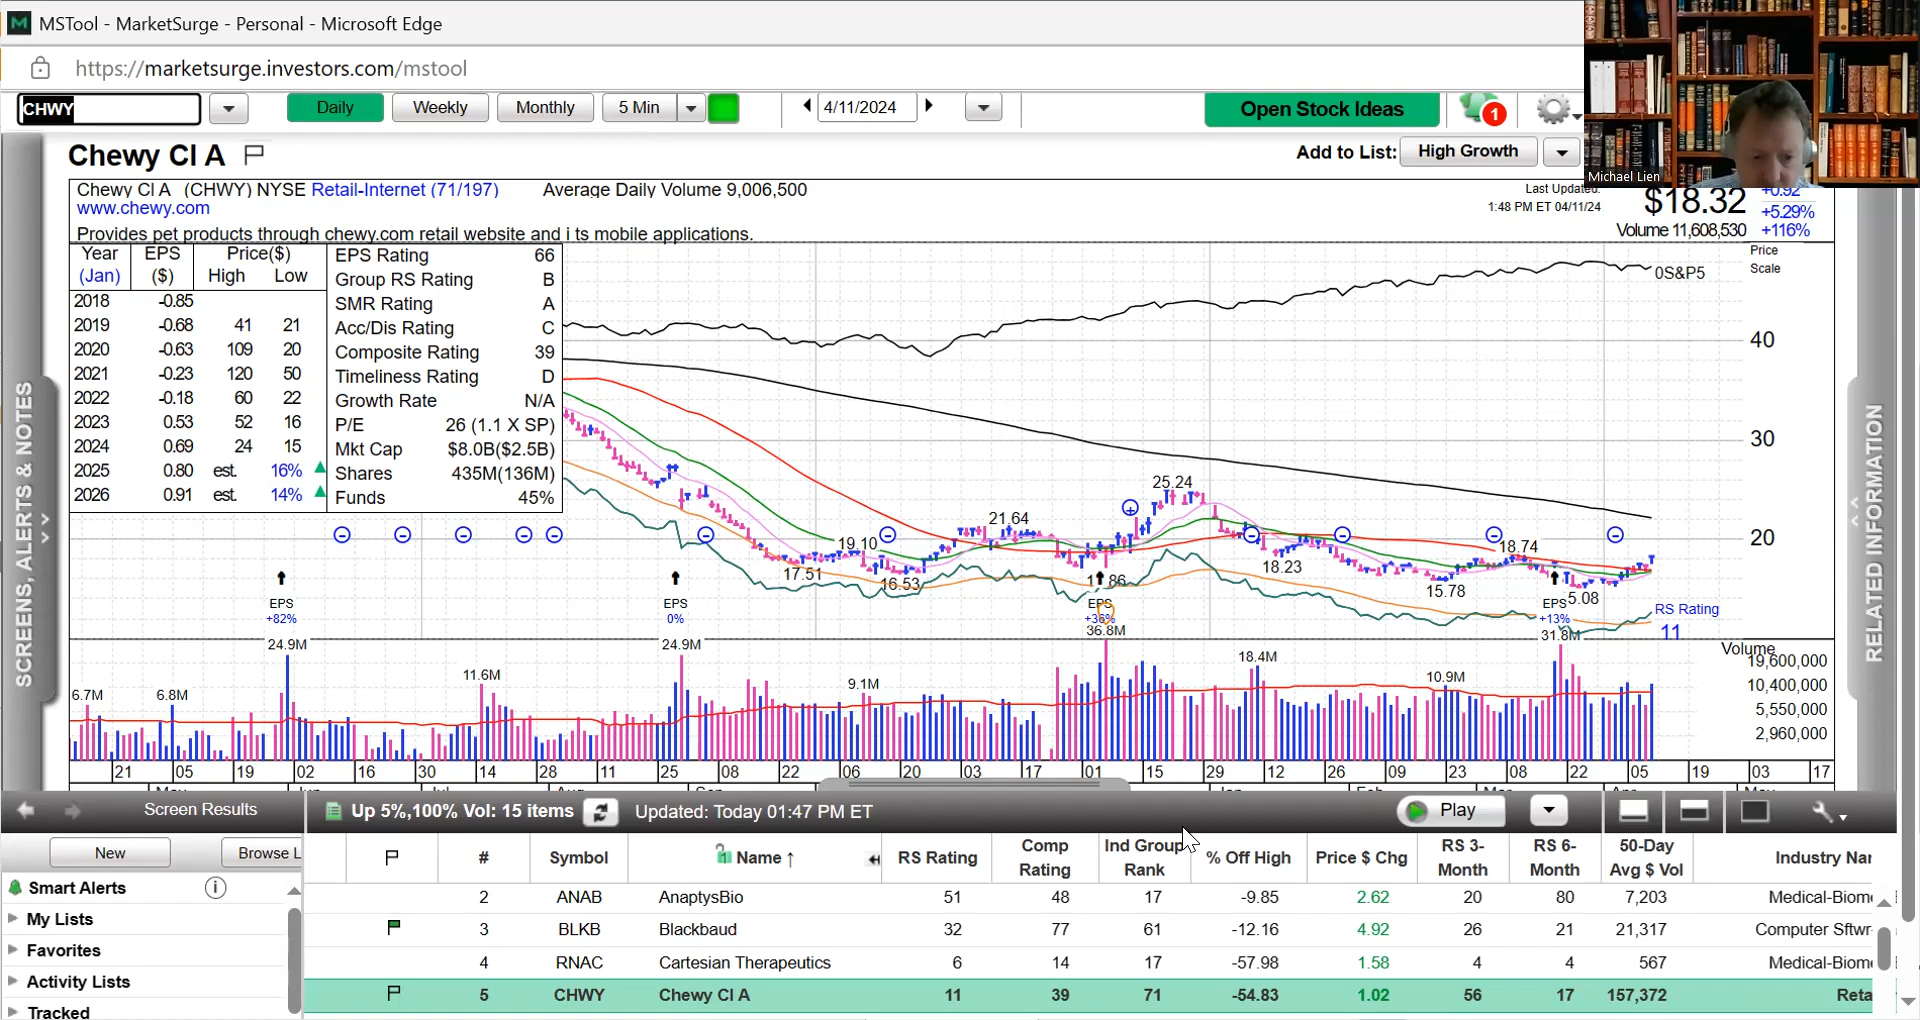 MSTool - MarketSurge - Personal - Microsoft Edge
https://marketsurge.investors.com/mstool
CHWY
Daily
Weekly
Monthly
5 Min
4/11/2024
Open Stock Ideas
1
Michael Lien
Chewy Cl A
Add to List:
High Growth
Chewy Cl A (CHWY) NYSE Retail-Internet (71/197) Average Daily Volume 9,006,500
www.chewy.com
Provides pet products through chewy.com retail website and i ts mobile applications.
Last Updated:
1:48 PM ET 04/11/24
$18.32
+0.92
+5.29%
Volume 11,608,530 +116%
Year EPS Price($)
(Jan) ($) High Low
2018 -0.85
2019 -0.68 41 21
2020 -0.63 109 20
2021 -0.23 120 50
2022 -0.18 60 22
2023 0.53 52 16
2024 0.69 24 15
2025 0.80 est. 16%
2026 0.91 est. 14%
EPS Rating 66
Group RS Rating B
SMR Rating A
Acc/Dis Rating C
Composite Rating 39
Timeliness Rating D
Growth Rate N/A
P/E 26 (1.1 X SP)
Mkt Cap $8.0B($2.5B)
Shares 435M(136M)
Funds 45%
Price
Scale
0S&P5
40
30
20
25.24
21.64
19.10
17.51
16.53
18.23
18.74
15.78
5.08
EPS
+82%
EPS
0%
EPS
+36%
EPS
+13%
RS Rating
11
24.9M
24.9M
36.8M
31.8M
6.7M
6.8M
11.6M
9.1M
18.4M
10.9M
Volume
19,600,000
10,400,000
5,550,000
2,960,000
21 05 19 02 16 30 14 28 11 25 08 22 06 20 03 17 01 15 29 12 26 09 23 08 22 05 19 03 17
SCREENS, ALERTS & NOTES
RELATED INFORMATION
Screen Results
Up 5%,100% Vol: 15 items
Updated: Today 01:47 PM ET
Play
New
Browse L
Smart Alerts
My Lists
Favorites
Activity Lists
Tracked
# Symbol Name ↑ RS Rating Comp Rating Ind Group Rank % Off High Price $ Chg RS 3-Month RS 6-Month 50-Day Avg $ Vol Industry Nar
2 ANAB AnaptysBio 51 48 17 -9.85 2.62 20 80 7,203 Medical-Biome
3 BLKB Blackbaud 32 77 61 -12.16 4.92 26 21 21,317 Computer Sftwr
4 RNAC Cartesian Therapeutics 6 14 17 -57.98 1.58 4 4 567 Medical-Biome
5 CHWY Chewy Cl A 11 39 71 -54.83 1.02 56 17 157,372 Reta